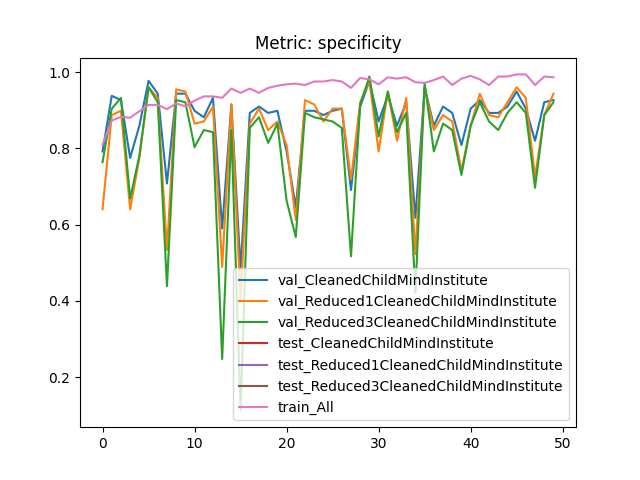 Metric: specificity
1.0
0.8
0.6
0.4
0.2
0
10
20
30
40
50
val_CleanedChildMindInstitute
val_Reduced1CleanedChildMindInstitute
val_Reduced3CleanedChildMindInstitute
test_CleanedChildMindInstitute
test_Reduced1CleanedChildMindInstitute
test_Reduced3CleanedChildMindInstitute
train_All